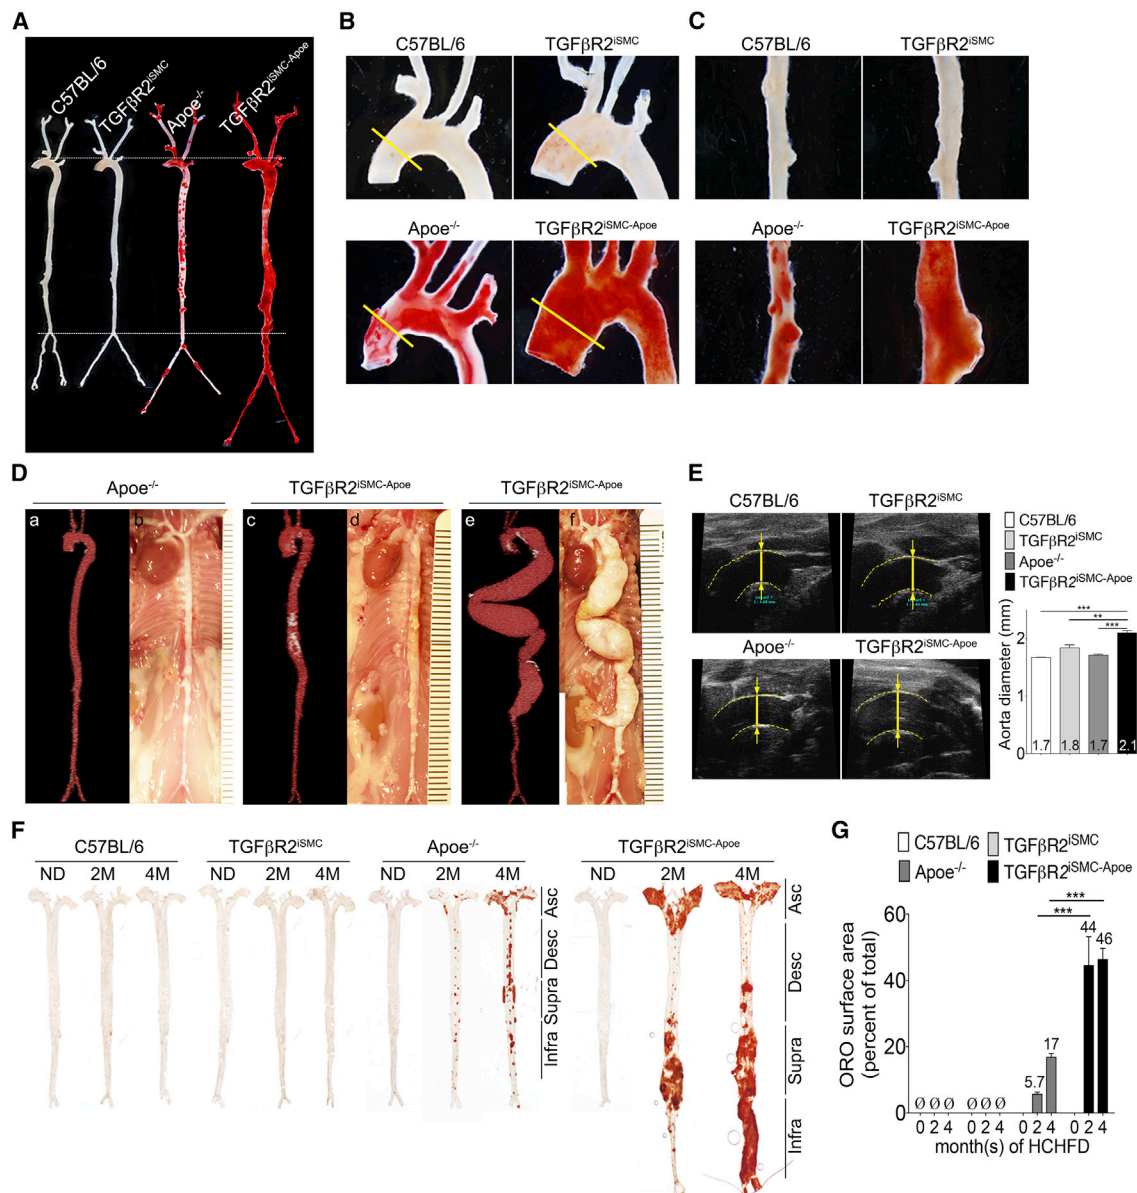 A
C57BL/6
TGFβR2iSMC
Apoe-/-
TGFβR2iSMC-Apoe
B
C57BL/6 TGFβR2iSMC
Apoe-/- TGFβR2iSMC-Apoe
C
C57BL/6 TGFβR2iSMC
Apoe-/- TGFβR2iSMC-Apoe
D
Apoe-/- TGFβR2iSMC-Apoe TGFβR2iSMC-Apoe
a b c d e f
E
C57BL/6 TGFβR2iSMC
Apoe-/- TGFβR2iSMC-Apoe
C57BL/6
TGFβR2iSMC
Apoe-/-
TGFβR2iSMC-Apoe
Aorta diameter (mm)
***
**
***
2
1
0
1.7 1.8 1.7 2.1
F
C57BL/6 TGFβR2iSMC Apoe-/- TGFβR2iSMC-Apoe
ND 2M 4M ND 2M 4M ND 2M 4M ND 2M 4M
Asc
Desc
Supra
Infra
Asc
Desc
Supra
Infra
G
C57BL/6 TGFβR2iSMC
Apoe-/- TGFβR2iSMC-Apoe
ORO surface area
(percent of total)
***
***
60
40
20
0
Ø Ø Ø Ø Ø Ø 5.7 17 44 46
0 2 4 0 2 4 0 2 4 0 2 4
month(s) of HCHFD